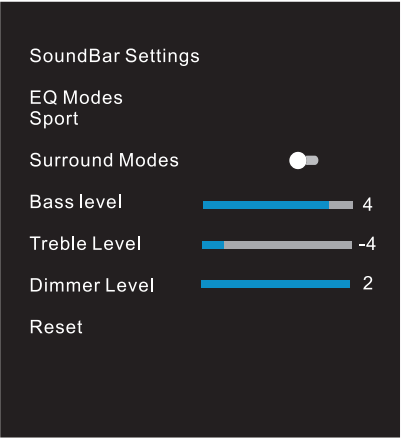 SoundBar Settings
EQ Modes
Sport
Surround Modes
Bass level 4
Treble Level -4
Dimmer Level 2
Reset